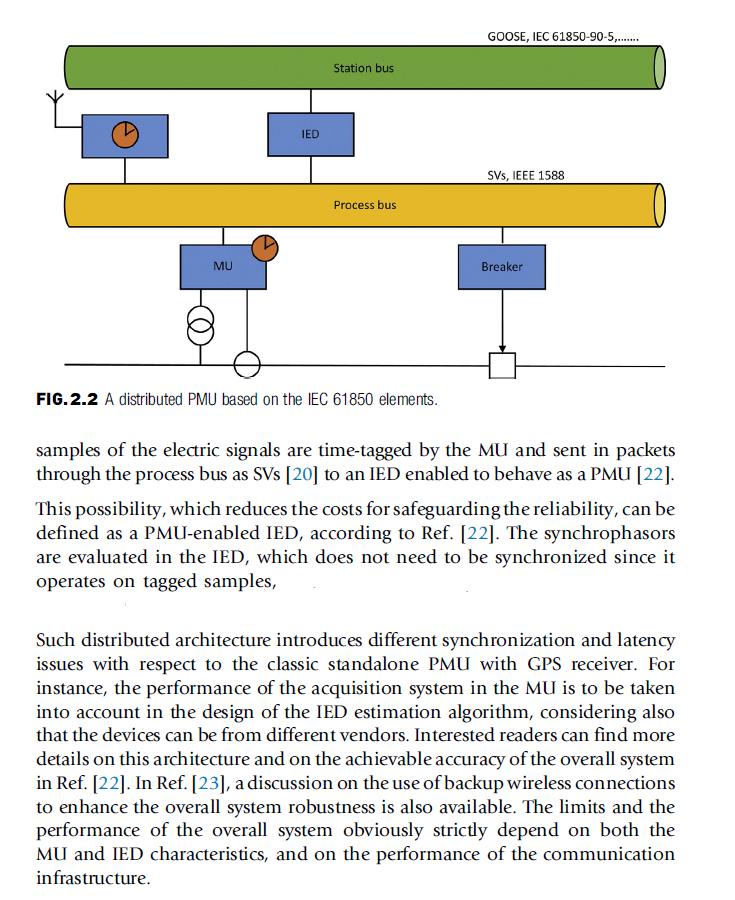 GOOSE, IEC 61850-90-5,.......
Station bus
IED
SVs, IEEE 1588
Process bus
MU
Breaker
FIG.2.2 A distributed PMU based on the IEC 61850 elements.
samples of the electric signals are time-tagged by the MU and sent in packets
through the process bus as SVs [20] to an IED enabled to behave as a PMU [22].
This possibility, which reduces the costs for safeguarding the reliability, can be
defined as a PMU-enabled IED, according to Ref. [22]. The synchrophasors
are evaluated in the IED, which does not need to be synchronized since it
operates on tagged samples,
Such distributed architecture introduces different synchronization and latency
issues with respect to the classic standalone PMU with GPS receiver. For
instance, the performance of the acquisition system in the MU is to be taken
into account in the design of the IED estimation algorithm, considering also
that the devices can be from different vendors. Interested readers can find more
details on this architecture and on the achievable accuracy of the overall system
in Ref. [22]. In Ref. [23], a discussion on the use of backup wireless connections
to enhance the overall system robustness is also available. The limits and the
performance of the overall system obviously strictly depend on both the
MU and IED characteristics, and on the performance of the communication
infrastructure.